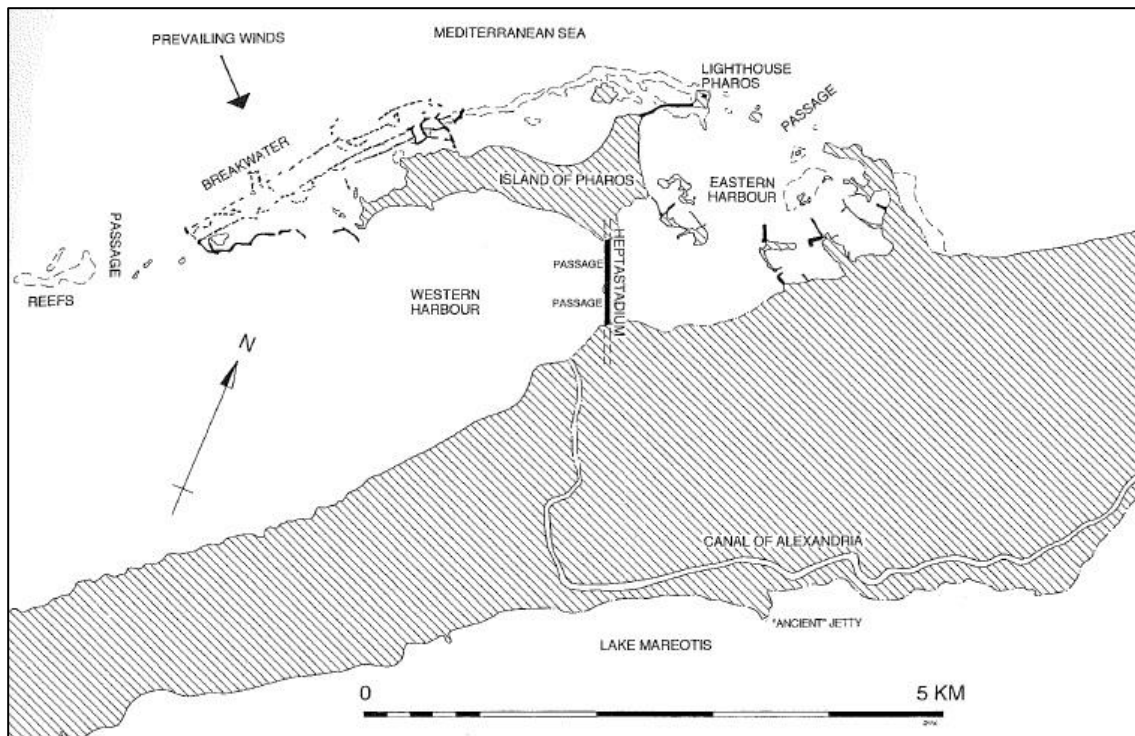 MEDITERRANEAN SEA
PREVAILING WINDS
LIGHTHOUSE
PHAROS
PASSAGE
BREAKWATER
ISLAND OF PHAROS
EASTERN
HARBOUR
PASSAGE
HEPTASTADIUM
PASSAGE
PASSAGE
REEFS
WESTERN
HARBOUR
N
CANAL OF ALEXANDRIA
"ANCIENT" JETTY
LAKE MAREOTIS
0
5 KM